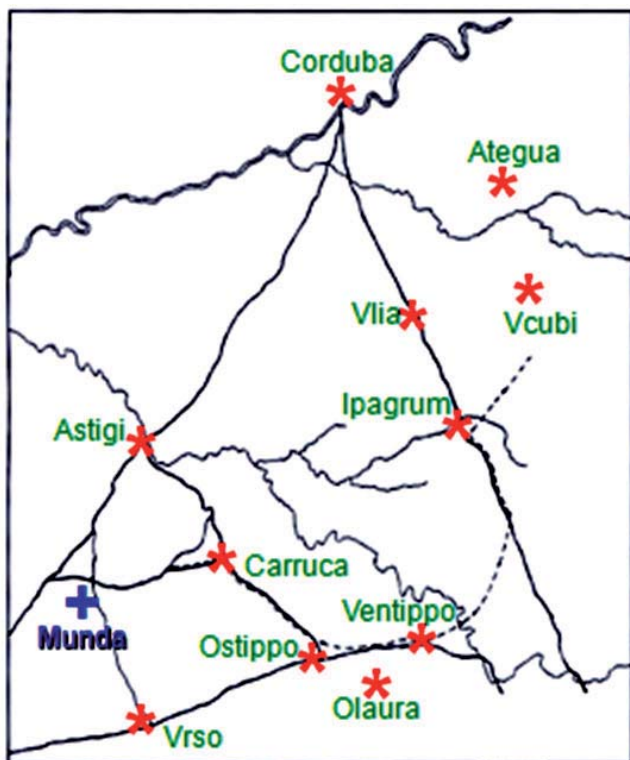 Corduba
Ategua
Vlia
Vcubi
Ipagrum
Astigi
Carruca
Ventippo
Munda
Ostippo
Olaura
Vrso